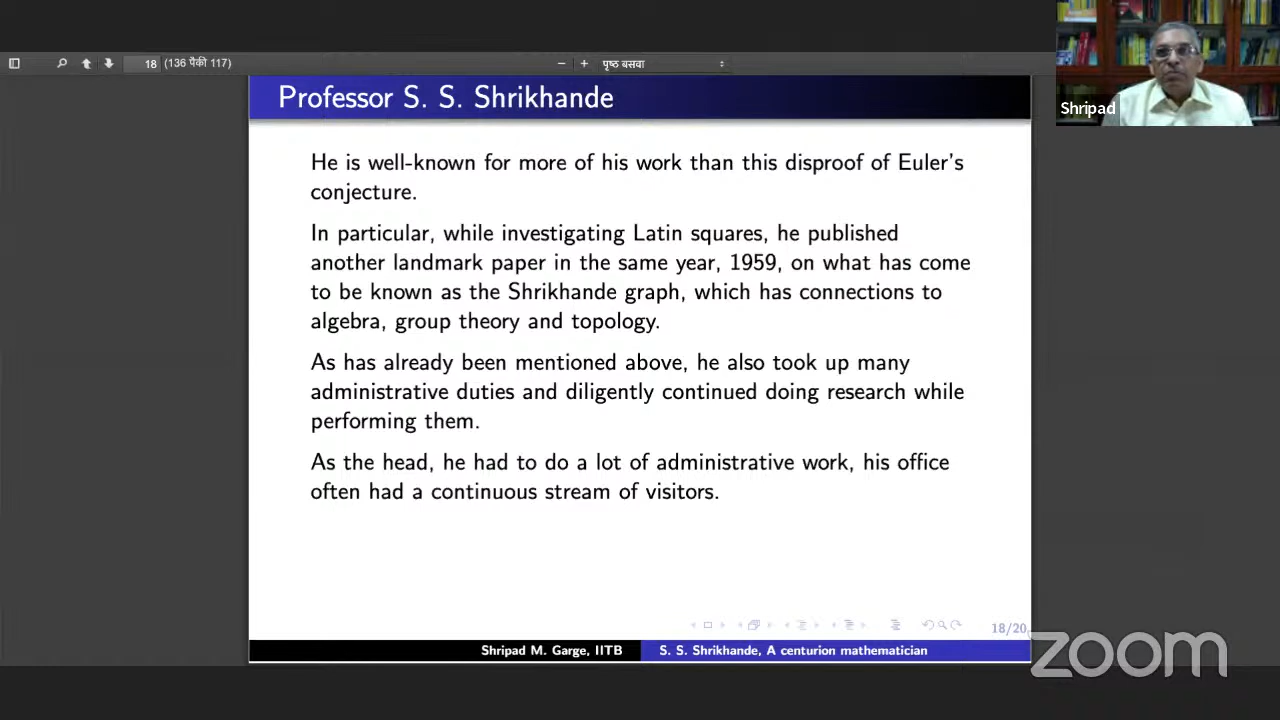 18 (136 पैकी 117)
पृष्ठ बसवा
Shripad
Professor S. S. Shrikhande
He is well-known for more of his work than this disproof of Euler's
conjecture.
In particular, while investigating Latin squares, he published
another landmark paper in the same year, 1959, on what has come
to be known as the Shrikhande graph, which has connections to
algebra, group theory and topology.
As has already been mentioned above, he also took up many
administrative duties and diligently continued doing research while
performing them.
As the head, he had to do a lot of administrative work, his office
often had a continuous stream of visitors.
18/20
Shripad M. Garge, IITB S. S. Shrikhande, A centurion mathematician
zoom